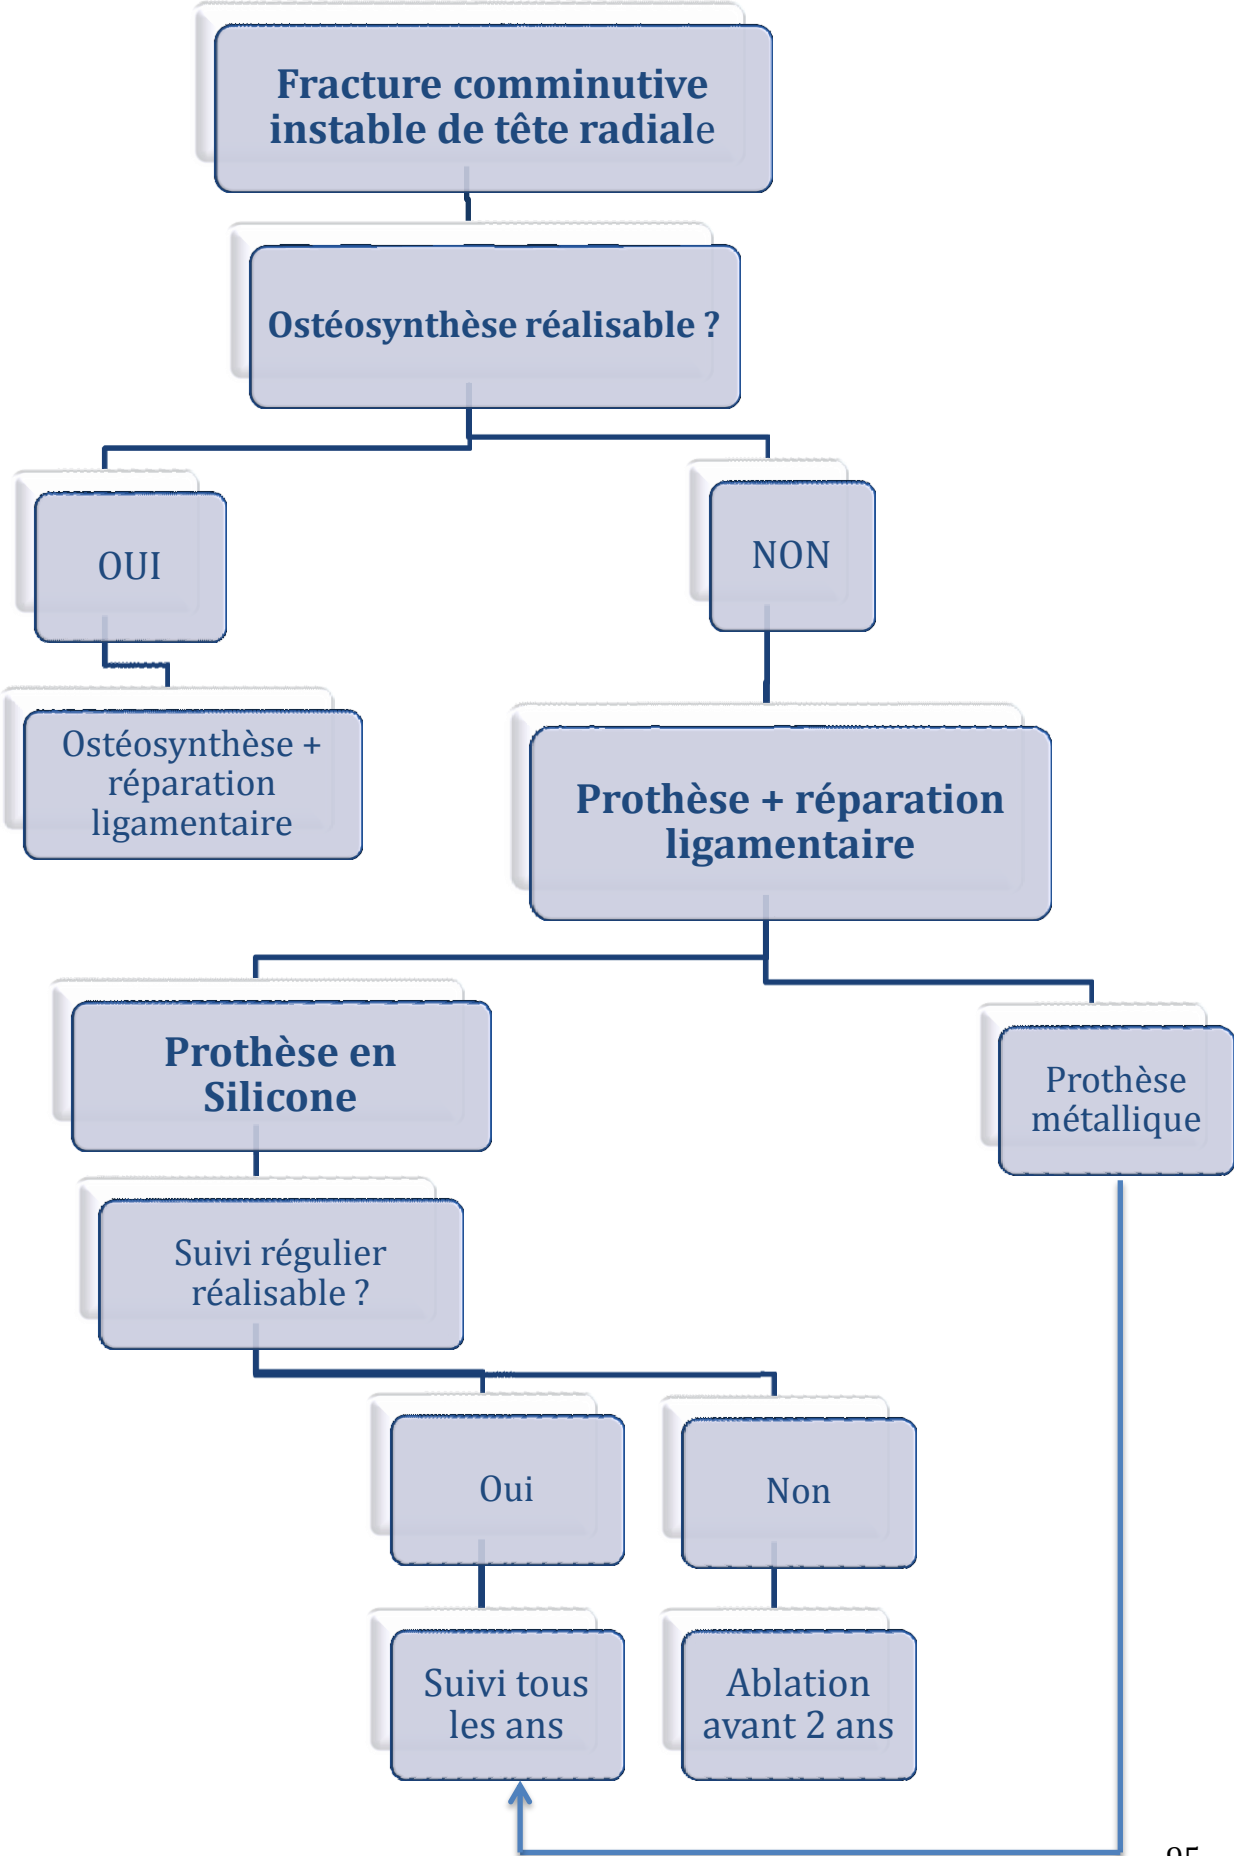 Fracture comminutive
instable de tête radiale
Ostéosynthèse réalisable ?
OUI
NON
Ostéosynthèse +
réparation
ligamentaire
Prothèse + réparation
ligamentaire
Prothèse en
Silicone
Prothèse
métallique
Suivi régulier
réalisable ?
Oui
Non
Suivi tous
les ans
Ablation
avant 2 ans